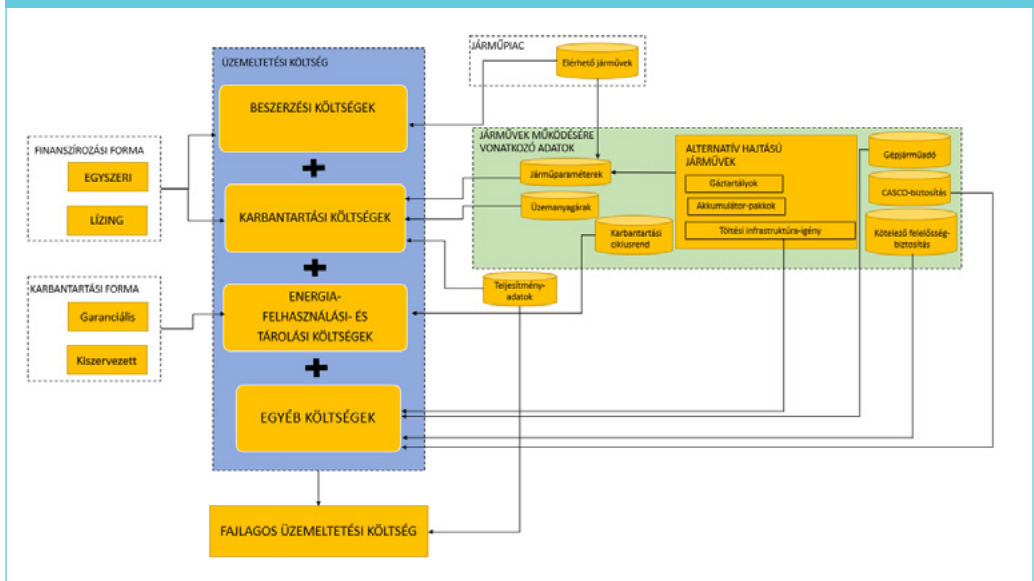 JÁRMŰPIAC
Elérhető járművek
ÜZEMELTETÉSI KÖLTSÉG
BESZERZÉSI KÖLTSÉGEK
+
KARBANTARTÁSI KÖLTSÉGEK
+
ENERGIA-
FELHASZNÁLÁSI- ÉS
TÁROLÁSI KÖLTSÉGEK
+
EGYÉB KÖLTSÉGEK
FINANSZÍROZÁSI FORMA
EGYSZERI
LÍZING
KARBANTARTÁSI FORMA
Garanciális
Kiszervezett
JÁRMŰVEK MŰKÖDÉSÉRE
VONATKOZÓ ADATOK
Járműparaméterek
Üzemanyagárak
Karbantartási
ciklusrend
ALTERNATÍV HAJTÁSÚ
JÁRMŰVEK
Gáztartályok
Akkumulátor-pakkok
Töltési infrastruktúra-igény
Gépjárműadó
CASCO-biztosítás
Kötelező felelősség-
biztosítás
Teljesítmény-
adatok
FAJLAGOS ÜZEMELTETÉSI KÖLTSÉG